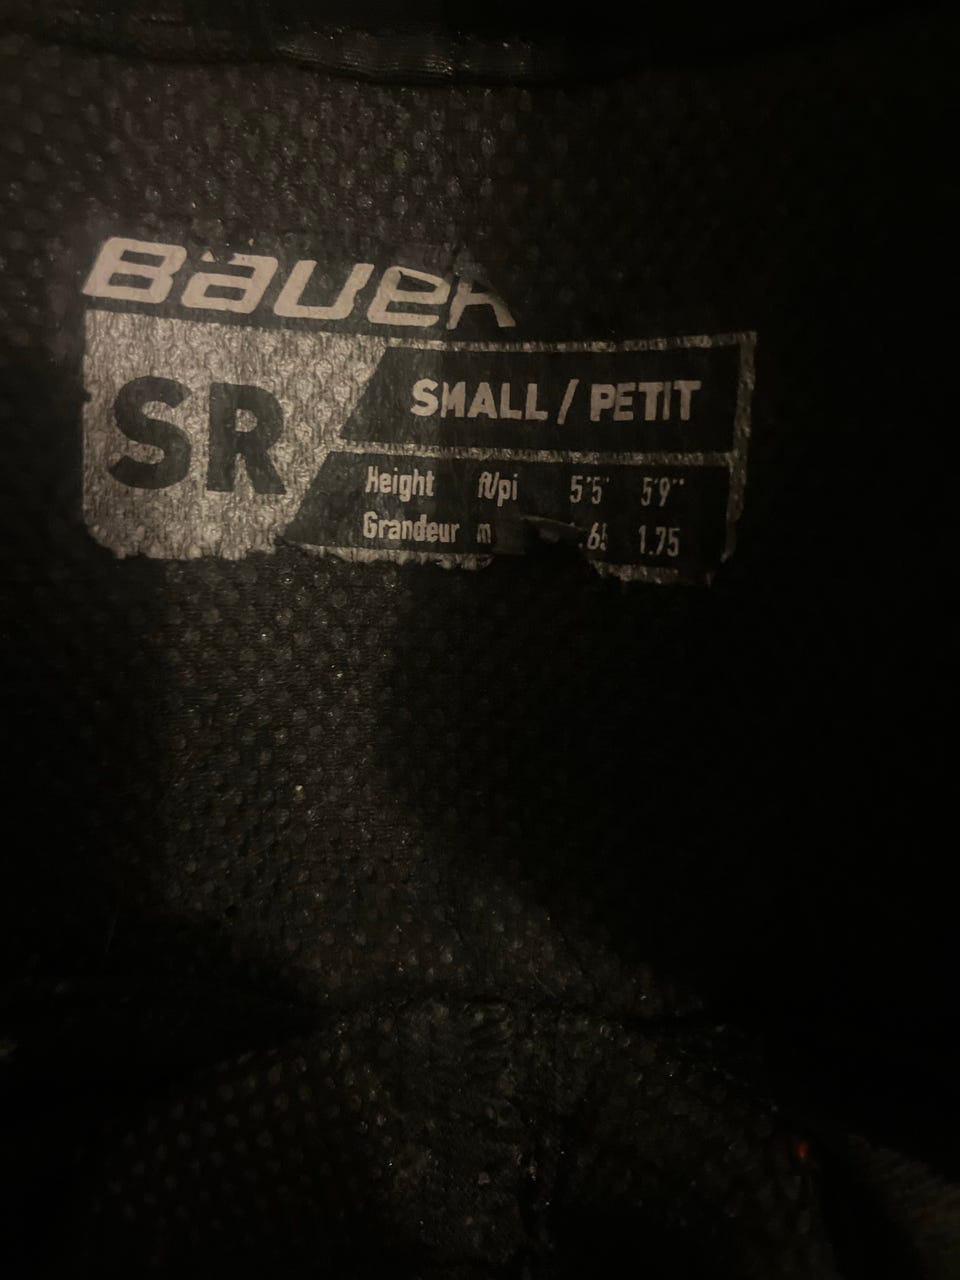 BAUER
SR
SMALL / PETIT
Height ft/pi 5'5" 5'9"
Grandeur m 1.75